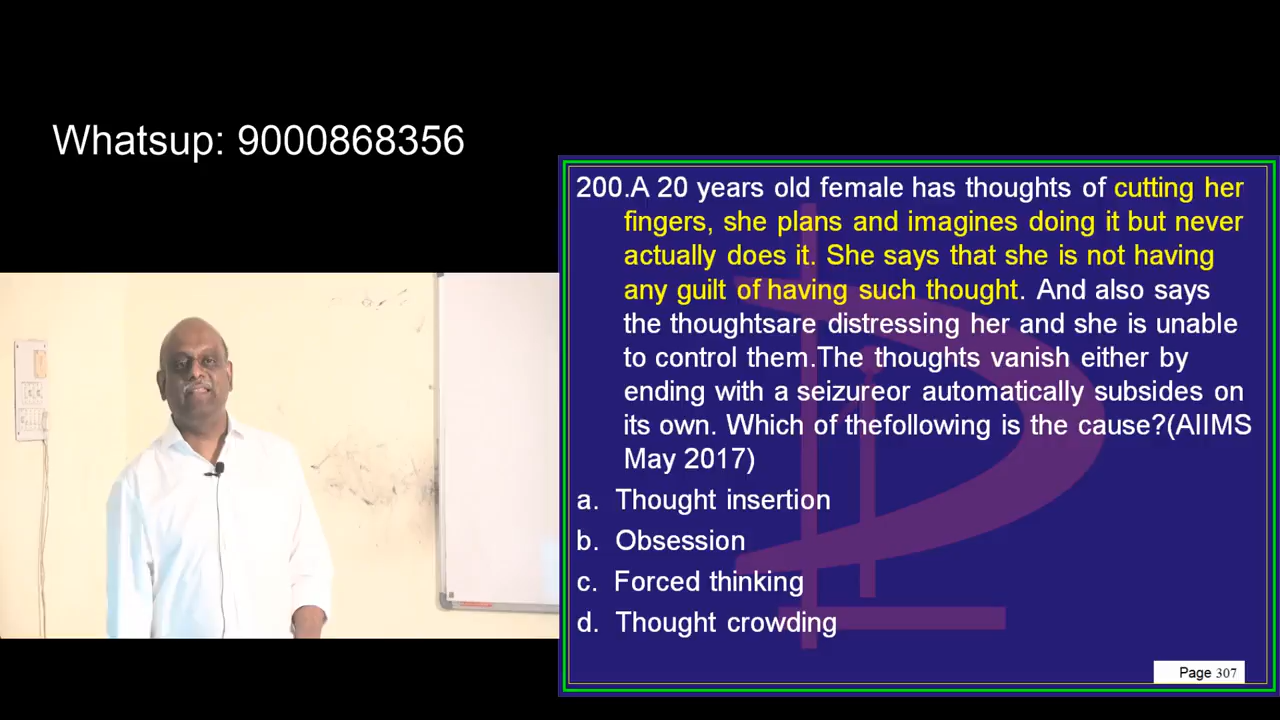 Whatsup: 9000868356
200.A 20 years old female has thoughts of cutting her
fingers, she plans and imagines doing it but never
actually does it. She says that she is not having
any guilt of having such thought. And also says
the thoughtsare distressing her and she is unable
to control them.The thoughts vanish either by
ending with a seizureor automatically subsides on
its own. Which of thefollowing is the cause?(AIIMS
May 2017)
a. Thought insertion
b. Obsession
c. Forced thinking
d. Thought crowding
Page 307